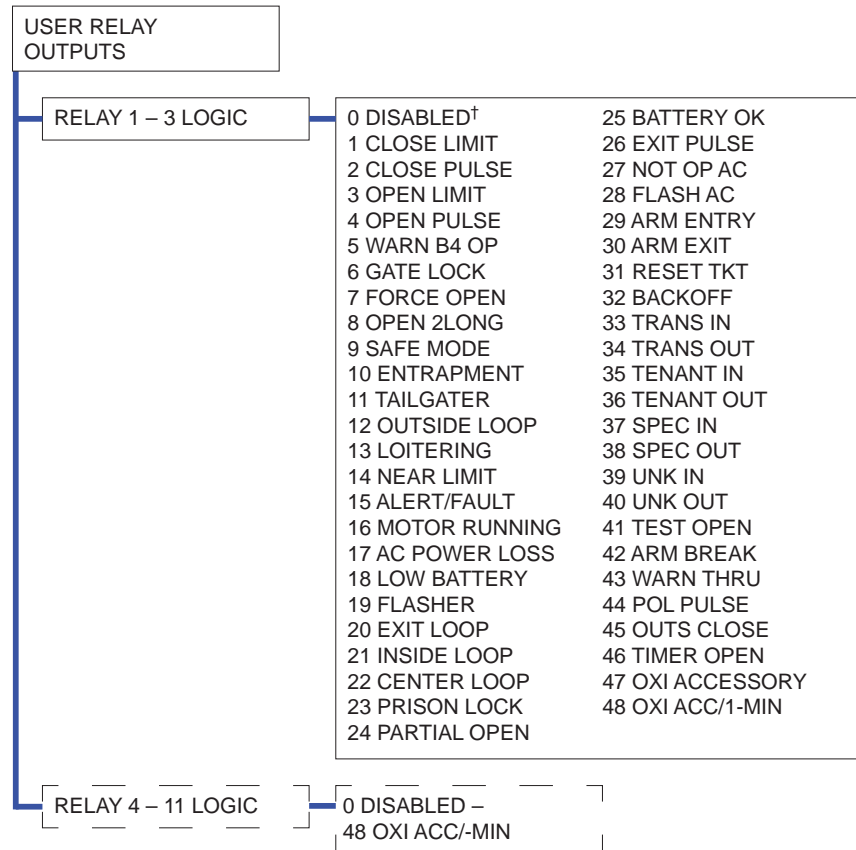 USER RELAY
OUTPUTS
RELAY 1 – 3 LOGIC
0 DISABLED†
1 CLOSE LIMIT
2 CLOSE PULSE
3 OPEN LIMIT
4 OPEN PULSE
5 WARN B4 OP
6 GATE LOCK
7 FORCE OPEN
8 OPEN 2LONG
9 SAFE MODE
10 ENTRAPMENT
11 TAILGATER
12 OUTSIDE LOOP
13 LOITERING
14 NEAR LIMIT
15 ALERT/FAULT
16 MOTOR RUNNING
17 AC POWER LOSS
18 LOW BATTERY
19 FLASHER
20 EXIT LOOP
21 INSIDE LOOP
22 CENTER LOOP
23 PRISON LOCK
24 PARTIAL OPEN
25 BATTERY OK
26 EXIT PULSE
27 NOT OP AC
28 FLASH AC
29 ARM ENTRY
30 ARM EXIT
31 RESET TKT
32 BACKOFF
33 TRANS IN
34 TRANS OUT
35 TENANT IN
36 TENANT OUT
37 SPEC IN
38 SPEC OUT
39 UNK IN
40 UNK OUT
41 TEST OPEN
42 ARM BREAK
43 WARN THRU
44 POL PULSE
45 OUTS CLOSE
46 TIMER OPEN
47 OXI ACCESSORY
48 OXI ACC/1-MIN
RELAY 4 – 11 LOGIC
0 DISABLED –
48 OXI ACC/-MIN